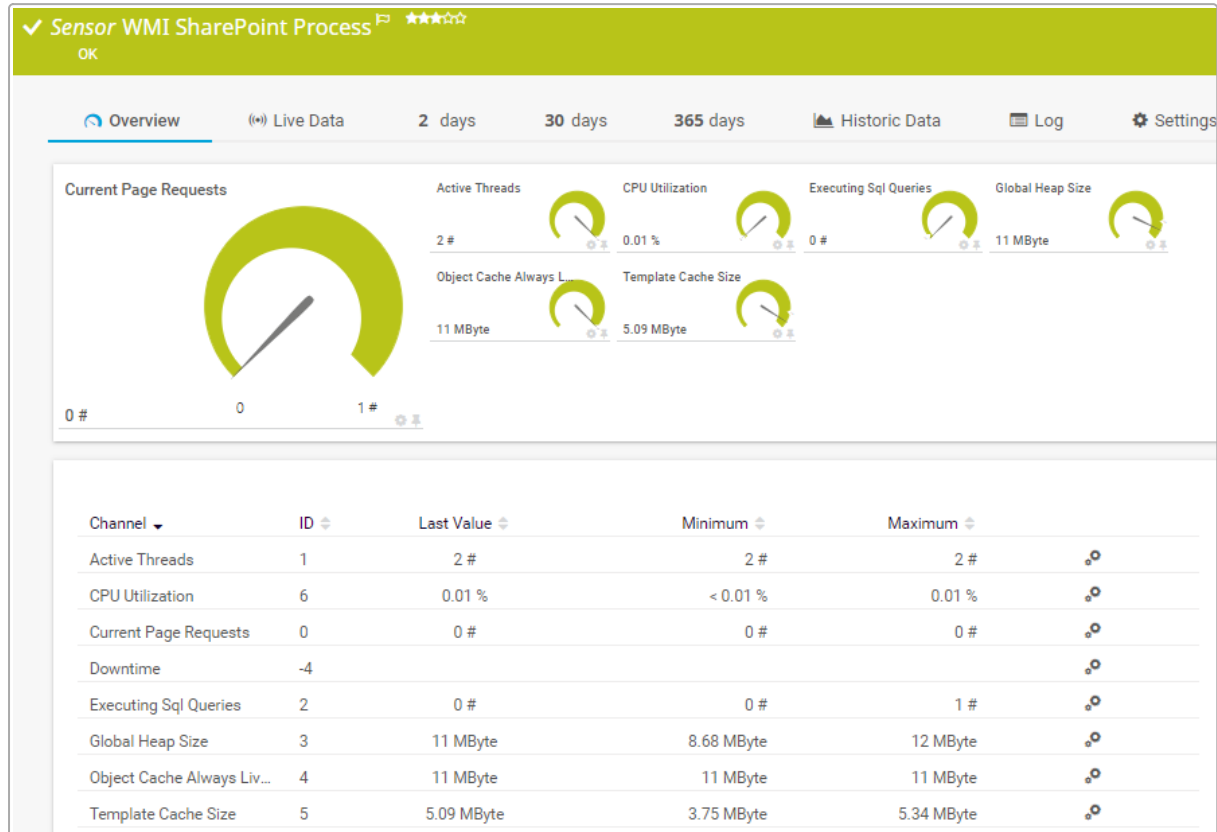 Sensor WMI SharePoint Process
OK
Overview Live Data 2 days 30 days 365 days Historic Data Log Settings
Current Page Requests
0 #
0 1 #
Active Threads
2 #
CPU Utilization
0.01 %
Executing Sql Queries
0 #
Global Heap Size
11 MByte
Object Cache Always L...
11 MByte
Template Cache Size
5.09 MByte
Channel ID Last Value Minimum Maximum
Active Threads 1 2 # 2 # 2 #
CPU Utilization 6 0.01 % < 0.01 % 0.01 %
Current Page Requests 0 0 # 0 # 0 #
Downtime -4
Executing Sql Queries 2 0 # 0 # 1 #
Global Heap Size 3 11 MByte 8.68 MByte 12 MByte
Object Cache Always Liv... 4 11 MByte 11 MByte 11 MByte
Template Cache Size 5 5.09 MByte 3.75 MByte 5.34 MByte